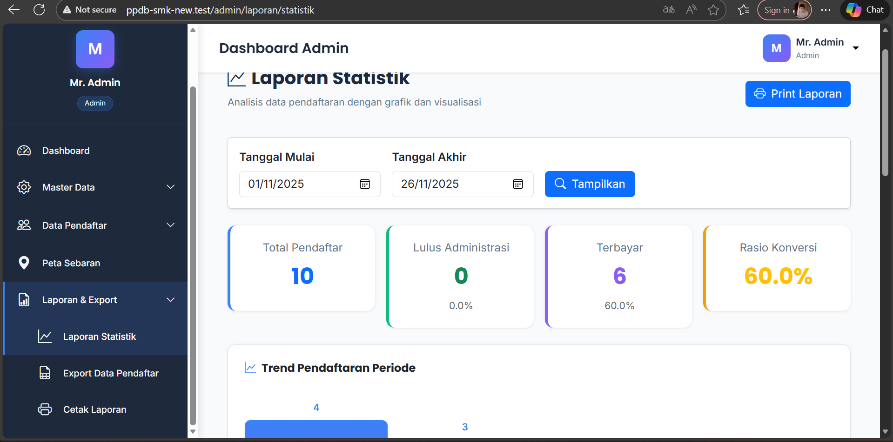 Not secure ppdb-smk-new.test/admin/laporan/statistik Sign in Chat
M
Mr. Admin
Admin
Dashboard
Master Data
Data Pendaftar
Peta Sebaran
Laporan & Export
Laporan Statistik
Export Data Pendaftar
Cetak Laporan
Dashboard Admin
M Mr. Admin
Admin
Laporan Statistik
Analisis data pendaftaran dengan grafik dan visualisasi
Print Laporan
Tanggal Mulai Tanggal Akhir
01/11/2025 26/11/2025 Tampilkan
Total Pendaftar Lulus Administrasi Terbayar Rasio Konversi
10 0 6 60.0%
0.0% 60.0%
Trend Pendaftaran Periode
4
3